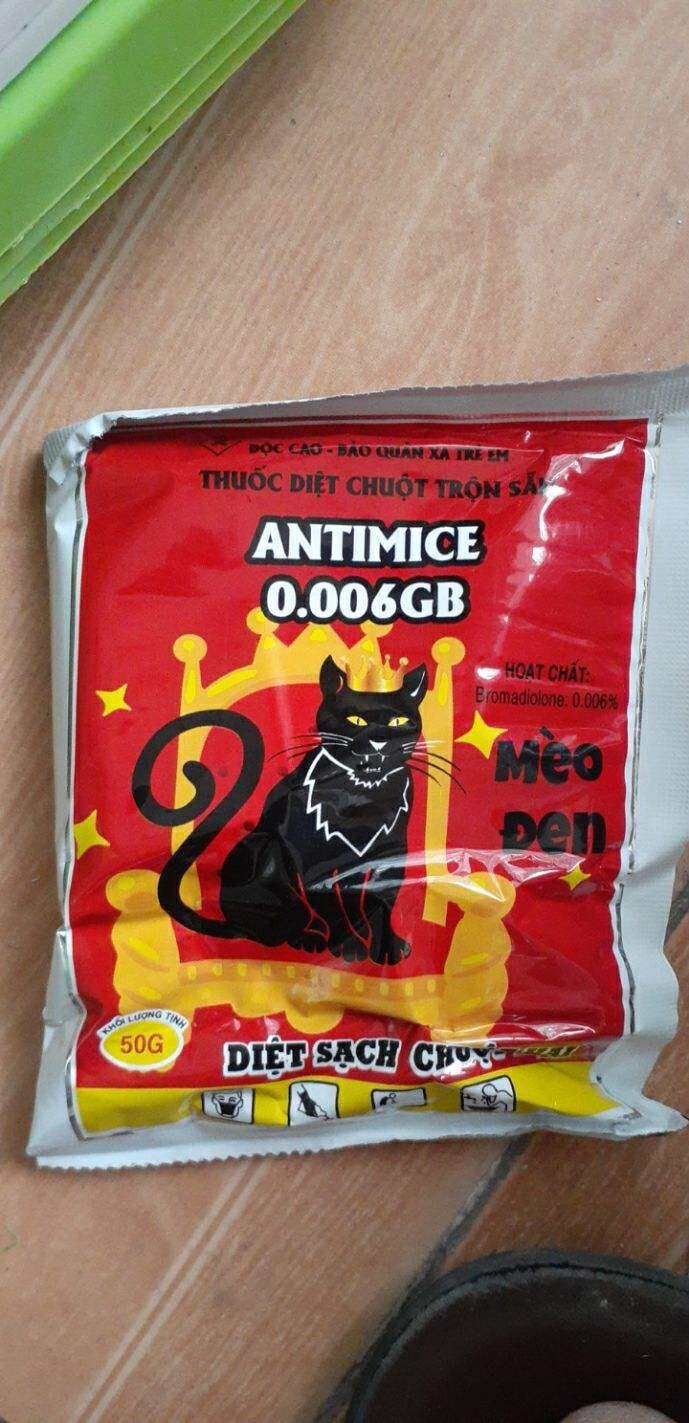 ĐỘC CAO - BẢO QUẢN XA TRẺ EM
THUỐC DIỆT CHUỘT TRỘN SẴN
ANTIMICE
0.006GB
HOẠT CHẤT:
Bromadiolone: 0.006%
MÈO
ĐEN
KHỐI LƯỢNG TỊNH
50G
DIỆT SẠCH CHUỘT